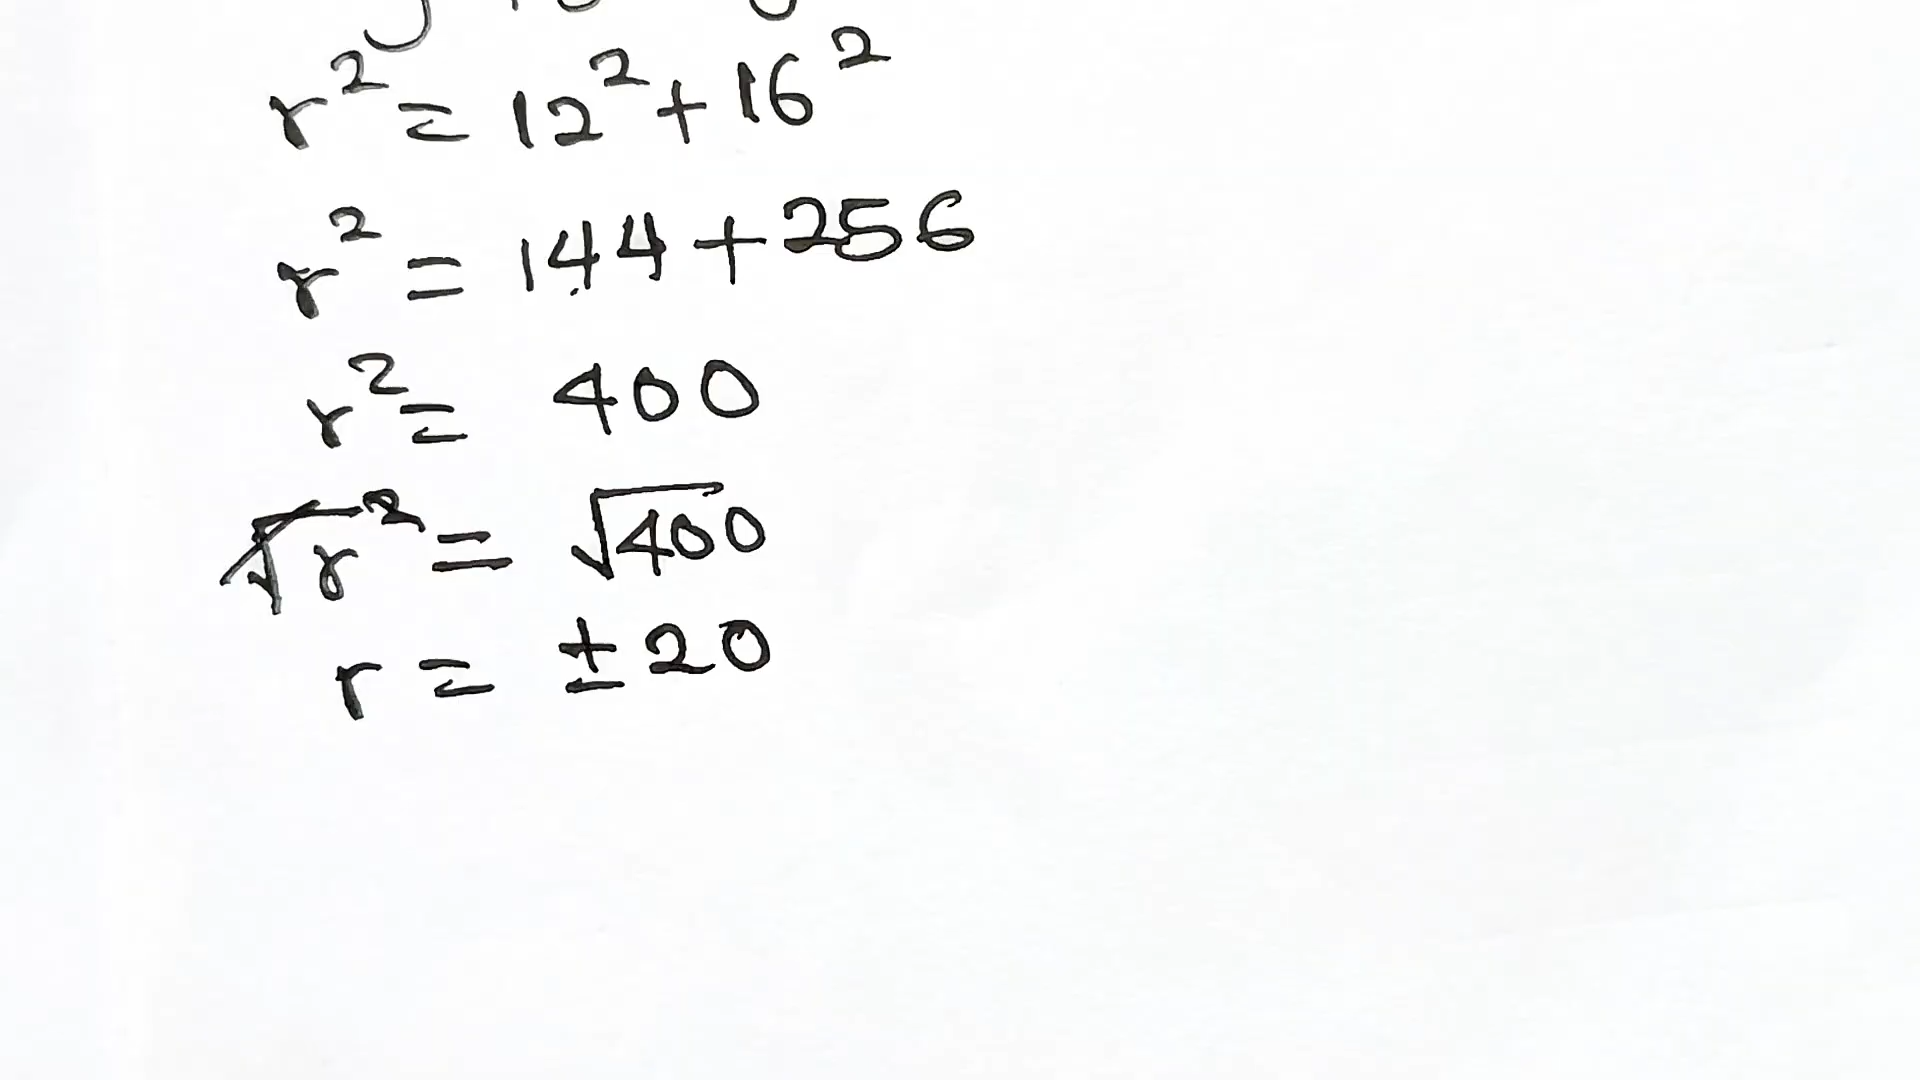 r² = 12² + 16²
r² = 144 + 256
r² = 400
√r² = √400
r = ± 20